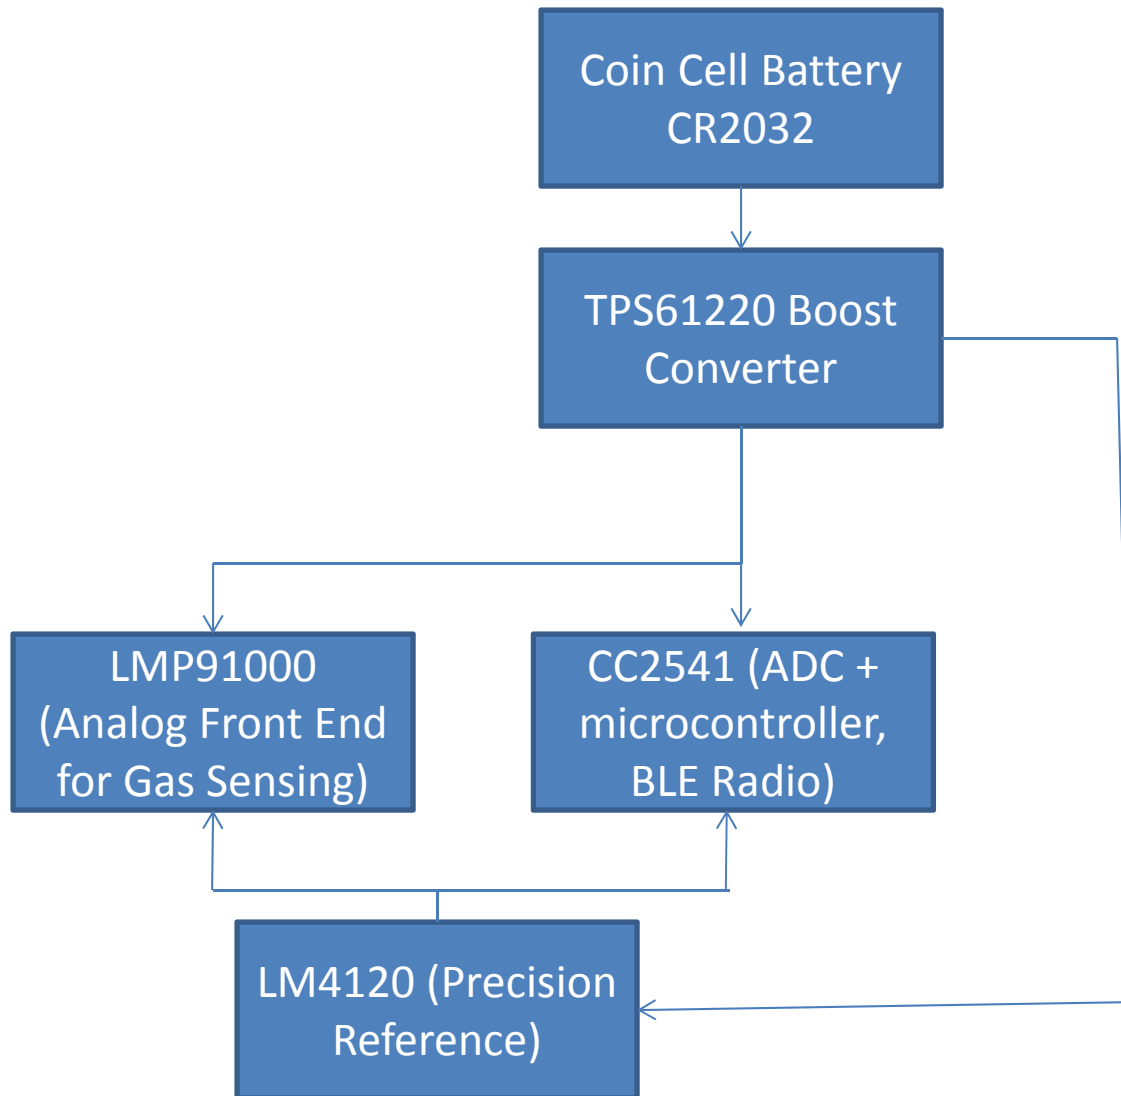 Coin Cell Battery
CR2032
TPS61220 Boost
Converter
LMP91000
(Analog Front End
for Gas Sensing)
CC2541 (ADC +
microcontroller,
BLE Radio)
LM4120 (Precision
Reference)